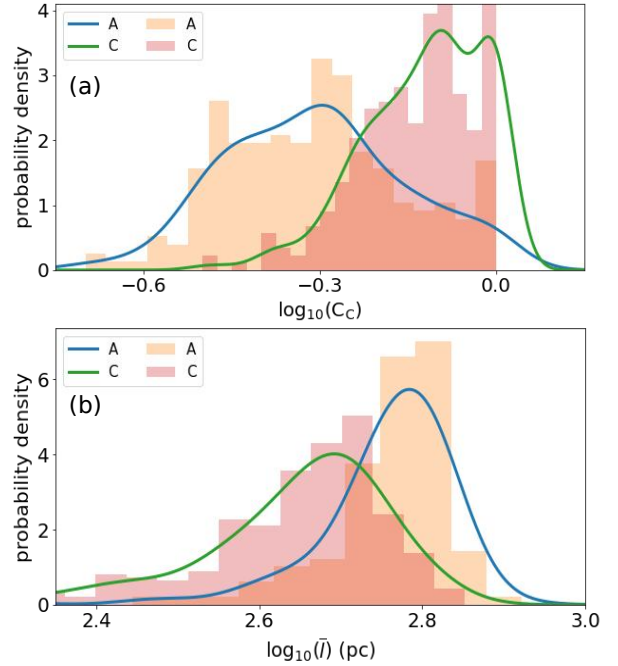 4
3
2
1
0
probability density
A A
C C
(a)
−0.6 −0.3 0.0
log₁₀(C_C)
6
4
2
0
probability density
A A
C C
(b)
2.4 2.6 2.8 3.0
log₁₀(l̄) (pc)